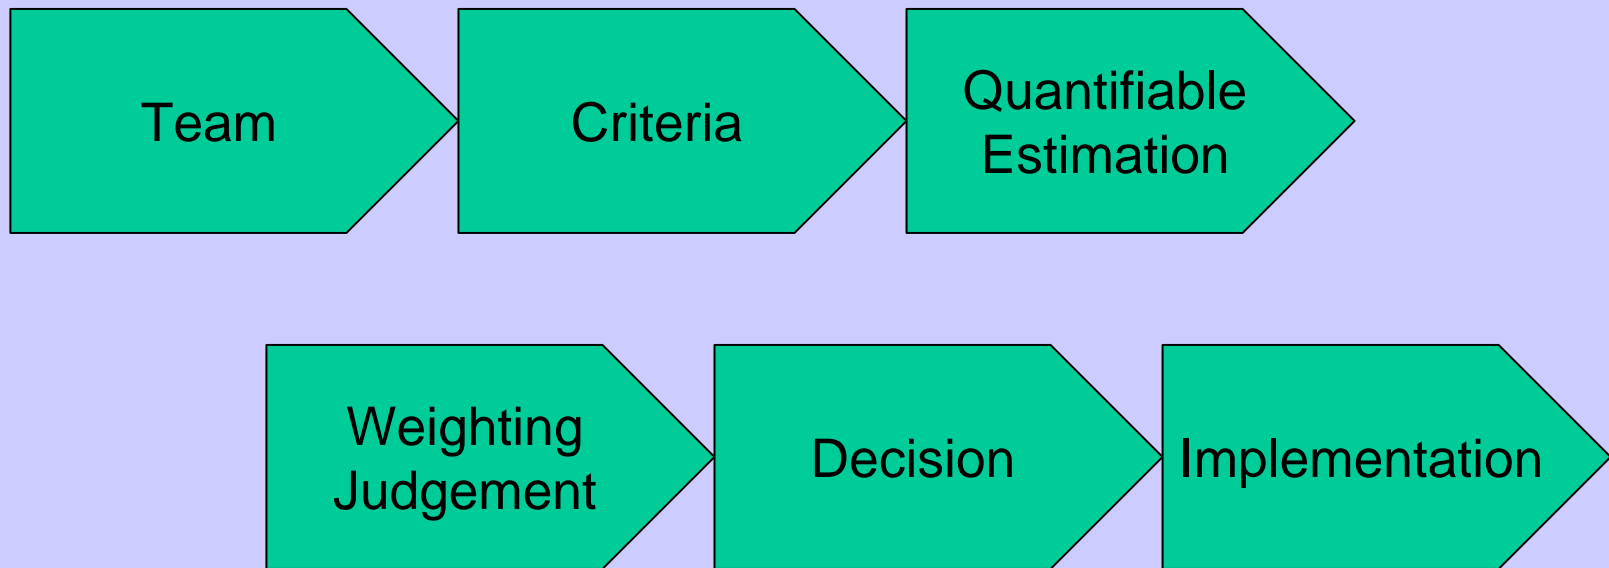 Team
Criteria
Quantifiable
Estimation
Weighting
Judgement
Decision
Implementation